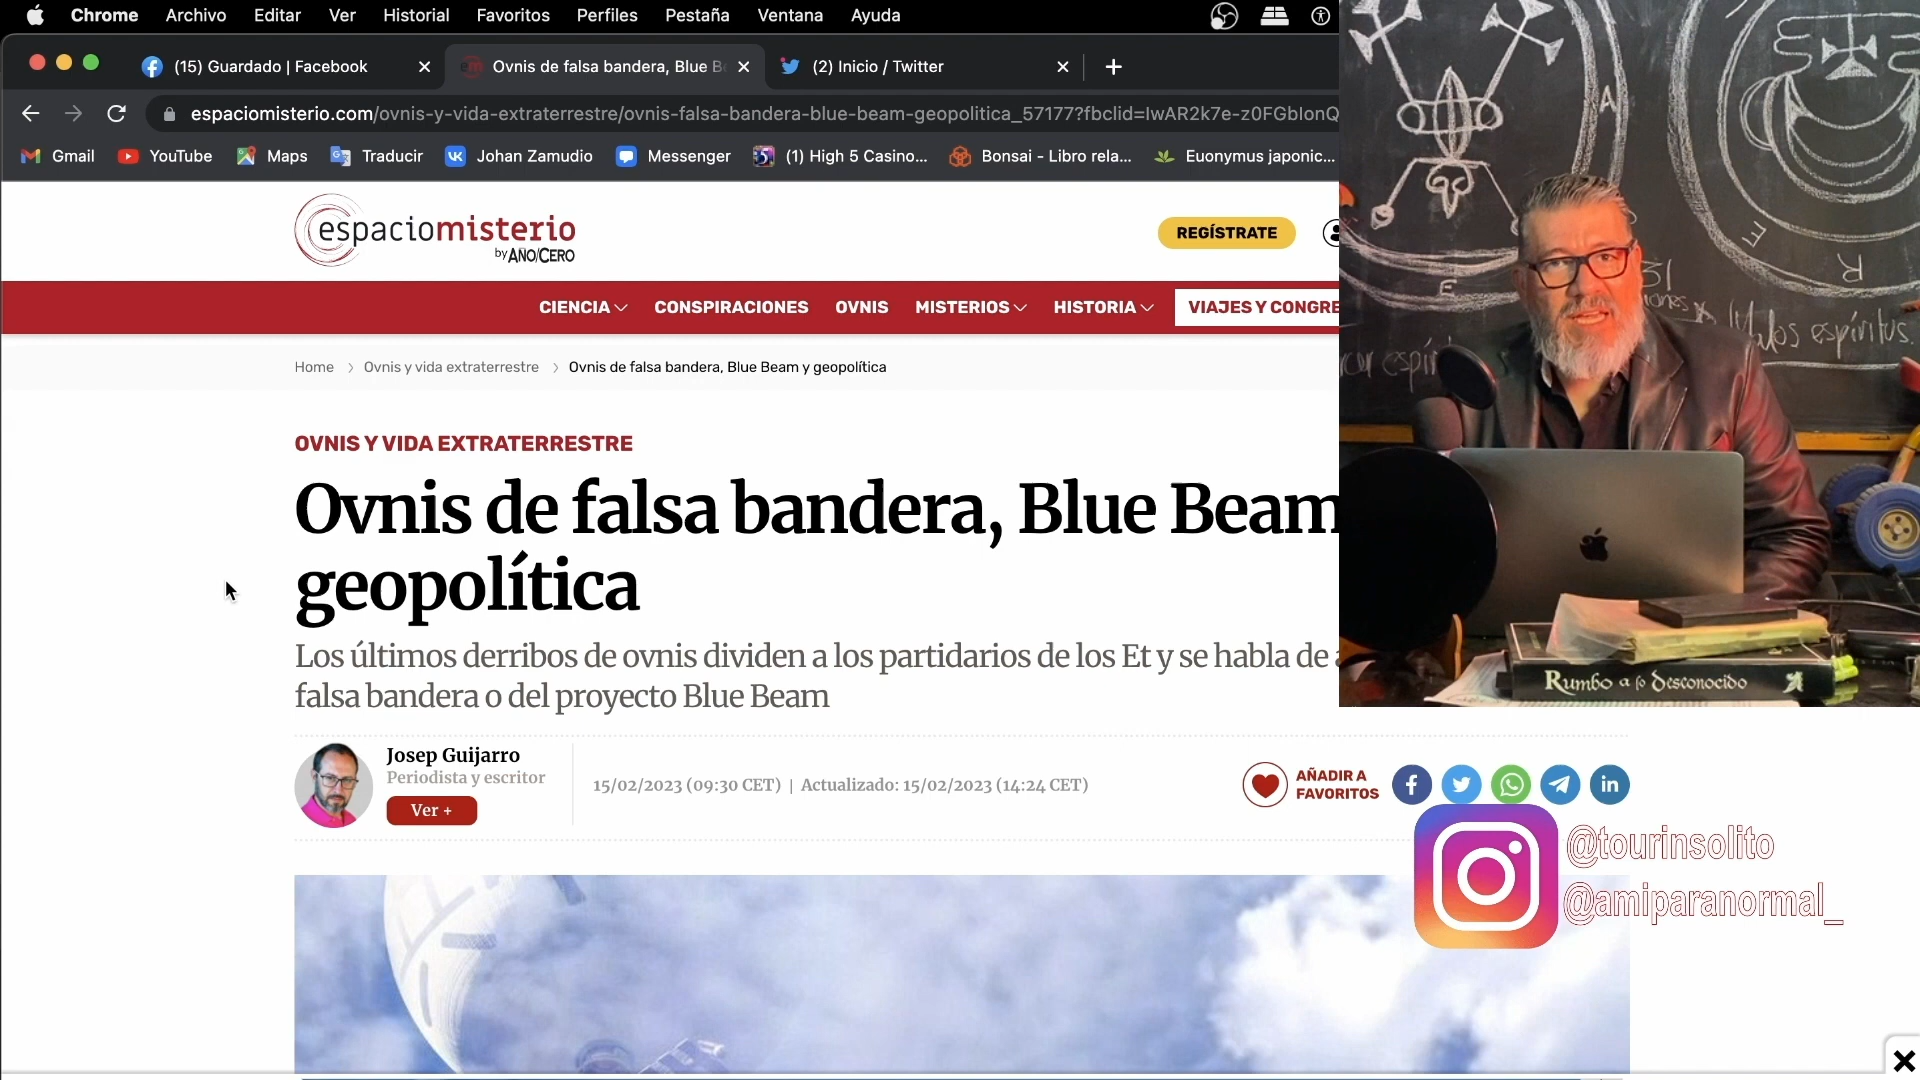 Chrome Archivo Editar Ver Historial Favoritos Perfiles Pestaña Ventana Ayuda
(15) Guardado | Facebook
Ovnis de falsa bandera, Blue B
(2) Inicio / Twitter
espaciomisterio.com/ovnis-y-vida-extraterrestre/ovnis-falsa-bandera-blue-beam-geopolitica_57177?fbclid=IwAR2k7e-z0FGbIonQ
Gmail YouTube Maps Traducir Johan Zamudio Messenger (1) High 5 Casino... Bonsai - Libro rela... Euonymus japonic...
espaciomisterio
by AÑO/CERO
REGÍSTRATE
CIENCIA CONSPIRACIONES OVNIS MISTERIOS HISTORIA VIAJES Y CONGRE
Home > Ovnis y vida extraterrestre > Ovnis de falsa bandera, Blue Beam y geopolítica
OVNIS Y VIDA EXTRATERRESTRE
Ovnis de falsa bandera, Blue Beam
geopolítica
Los últimos derribos de ovnis dividen a los partidarios de los Et y se habla de a
falsa bandera o del proyecto Blue Beam
Josep Guijarro
Periodista y escritor
Ver +
15/02/2023 (09:30 CET) | Actualizado: 15/02/2023 (14:24 CET)
AÑADIR A
FAVORITOS
@tourinsolito
@amiparanormal_
A
E
R
E
Malos espíritus.
Rumbo a lo desconocido